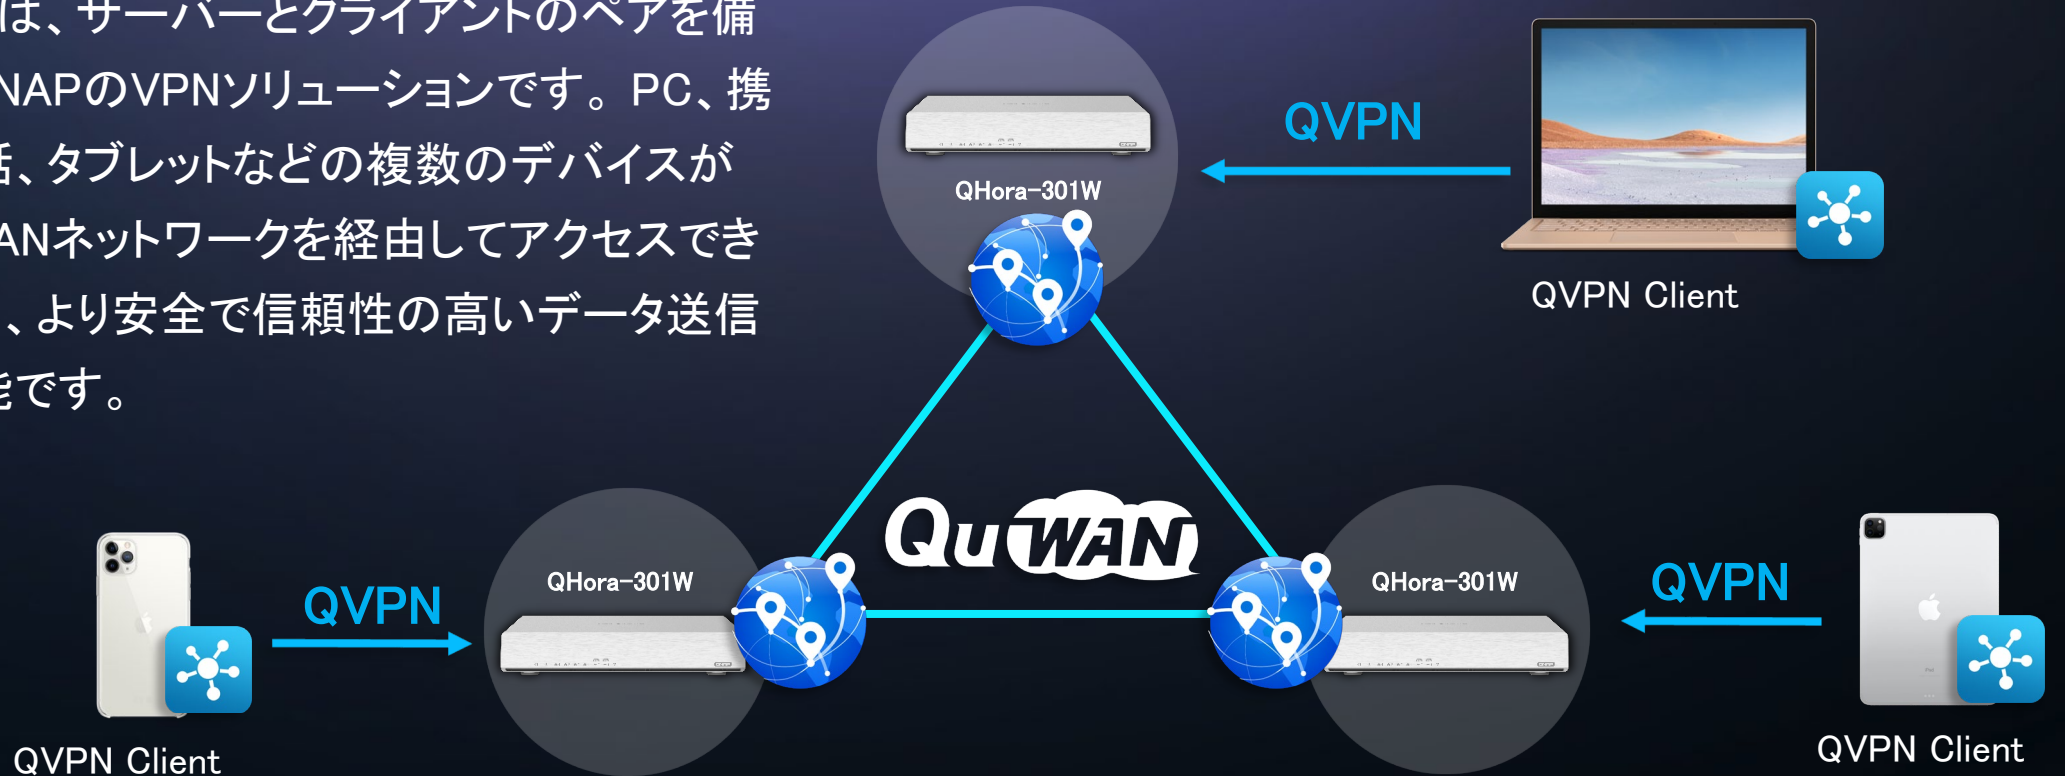 は、サーバーとクライアントのペアを備
NAPのVPNソリューションです。PC、携
、タブレットなどの複数のデバイスが
ANネットワークを経由してアクセスでき
、より安全で信頼性の高いデータ送信
能です。
QVPN
QHora-301W
QVPN Client
QuWAN
QHora-301W
QHora-301W
QVPN
QVPN
QVPN Client
QVPN Client